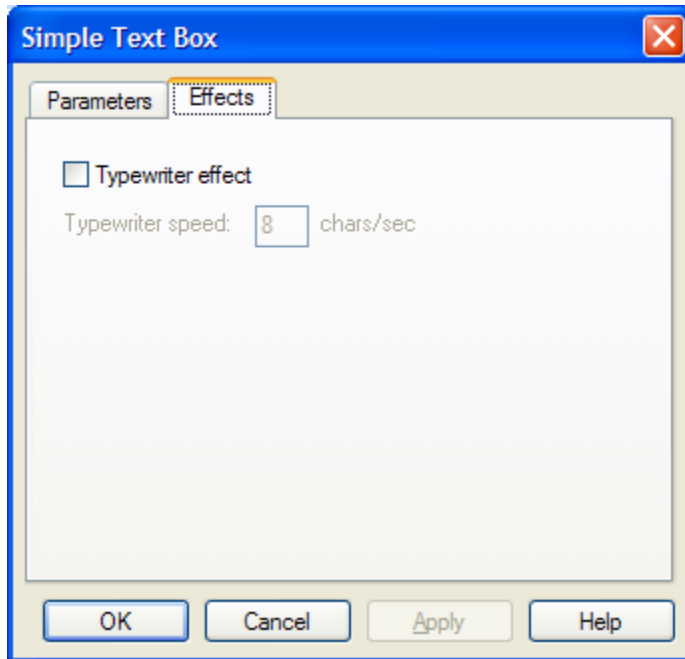 Simple Text Box
Parameters Effects
Typewriter effect
Typewriter speed: 8 chars/sec
OK Cancel Apply Help